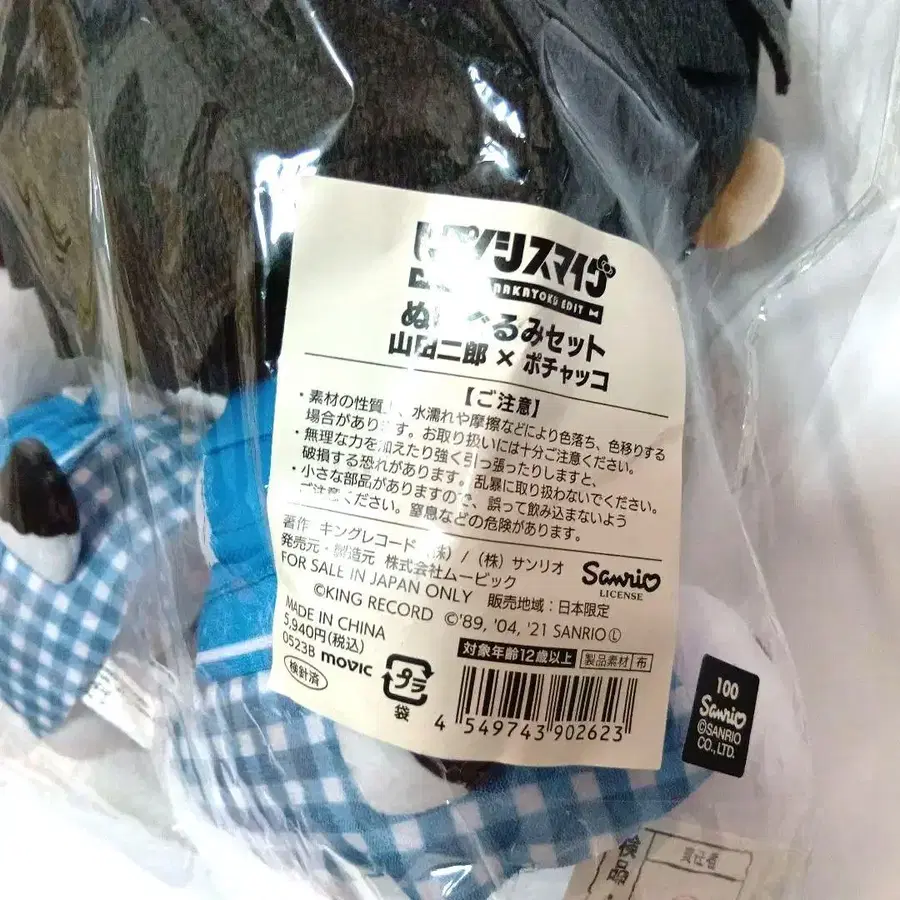 ヒプノシスマイク
NAKAYOKU EDIT
ぬいぐるみセット
山田二郎 × ポチャッコ
【ご注意】
・素材の性質上、水濡れや摩擦などにより色落ち、色移りする
場合があります。お取り扱いには十分ご注意ください。
・無理な力を加えたり強く引っ張ったりしますと、
破損する恐れがあります。乱暴に取り扱わないでください。
・小さな部品がありますので、誤って飲み込まないよう
ご注意ください。窒息などの危険があります。
著作 キングレコード (株) / (株) サンリオ
発売元・製造元 株式会社ムービック
FOR SALE IN JAPAN ONLY 販売地域:日本限定
©KING RECORD ©'89, '04, '21 SANRIO Ⓛ
Sanrio
LICENSE
MADE IN CHINA
5,940円(税込)
0523B movic
検針済
プラ
袋
対象年齢12歳以上 製品素材 布
4 549743 902623
100
Sanrio
©SANRIO
CO., LTD.
検品
責任者